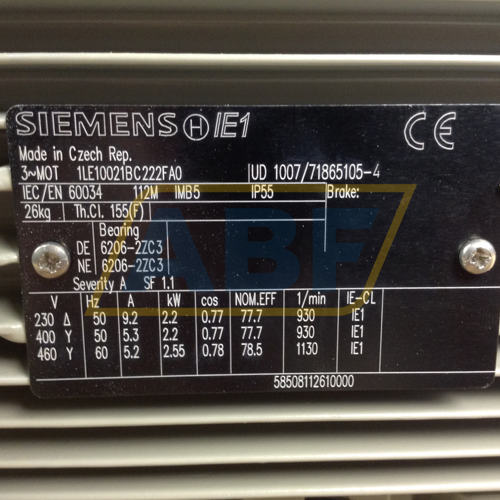 SIEMENS H IE1 CE
Made in Czech Rep.
3~MOT 1LE10021BC222FA0 UD 1007/71865105-4
IEC/EN 60034 112M IMB5 IP55 Brake:
26kg Th.Cl. 155(F)
Bearing
DE 6206-2ZC3
NE 6206-2ZC3
Severity A SF 1.1
V Hz A kW cos NOM.EFF 1/min IE-CL
230 Δ 50 9.2 2.2 0.77 77.7 930 IE1
400 Y 50 5.3 2.2 0.77 77.7 930 IE1
460 Y 60 5.2 2.55 0.78 78.5 1130 IE1
58508112610000
ABF